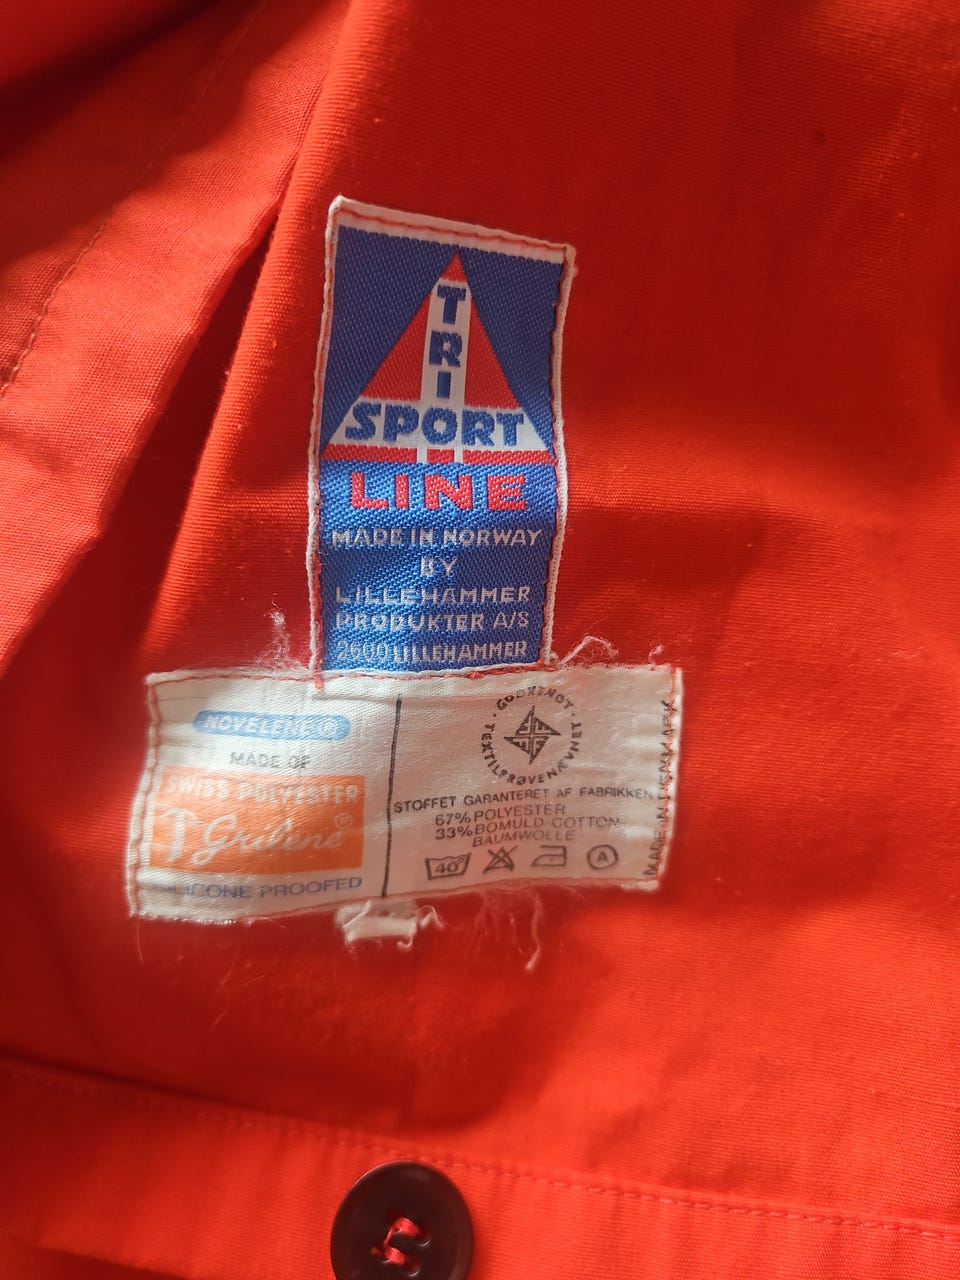 TRI
SPORT
LINE
MADE IN NORWAY
BY
LILLEHAMMER
PRODUKTER A/S
2600 LILLEHAMMER
NOVELENE ®
MADE OF
SWISS POLYESTER
Grilene®
SILICONE PROOFED
GODKENDT · TEXTILPRØVENÆVNET ·
STOFFET GARANTERET AF FABRIKKEN
67% POLYESTER
33% BOMULD-COTTON
BAUMWOLLE
40° A
MADE IN DENMARK